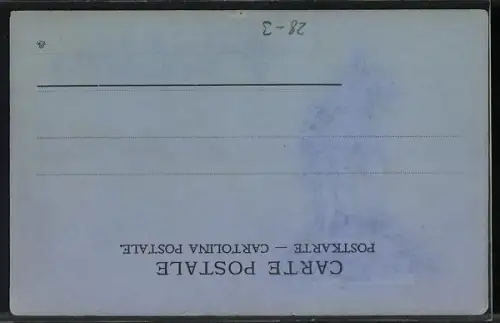 CARTE POSTALE
POSTKARTE — CARTOLINA POSTALE.
28-3